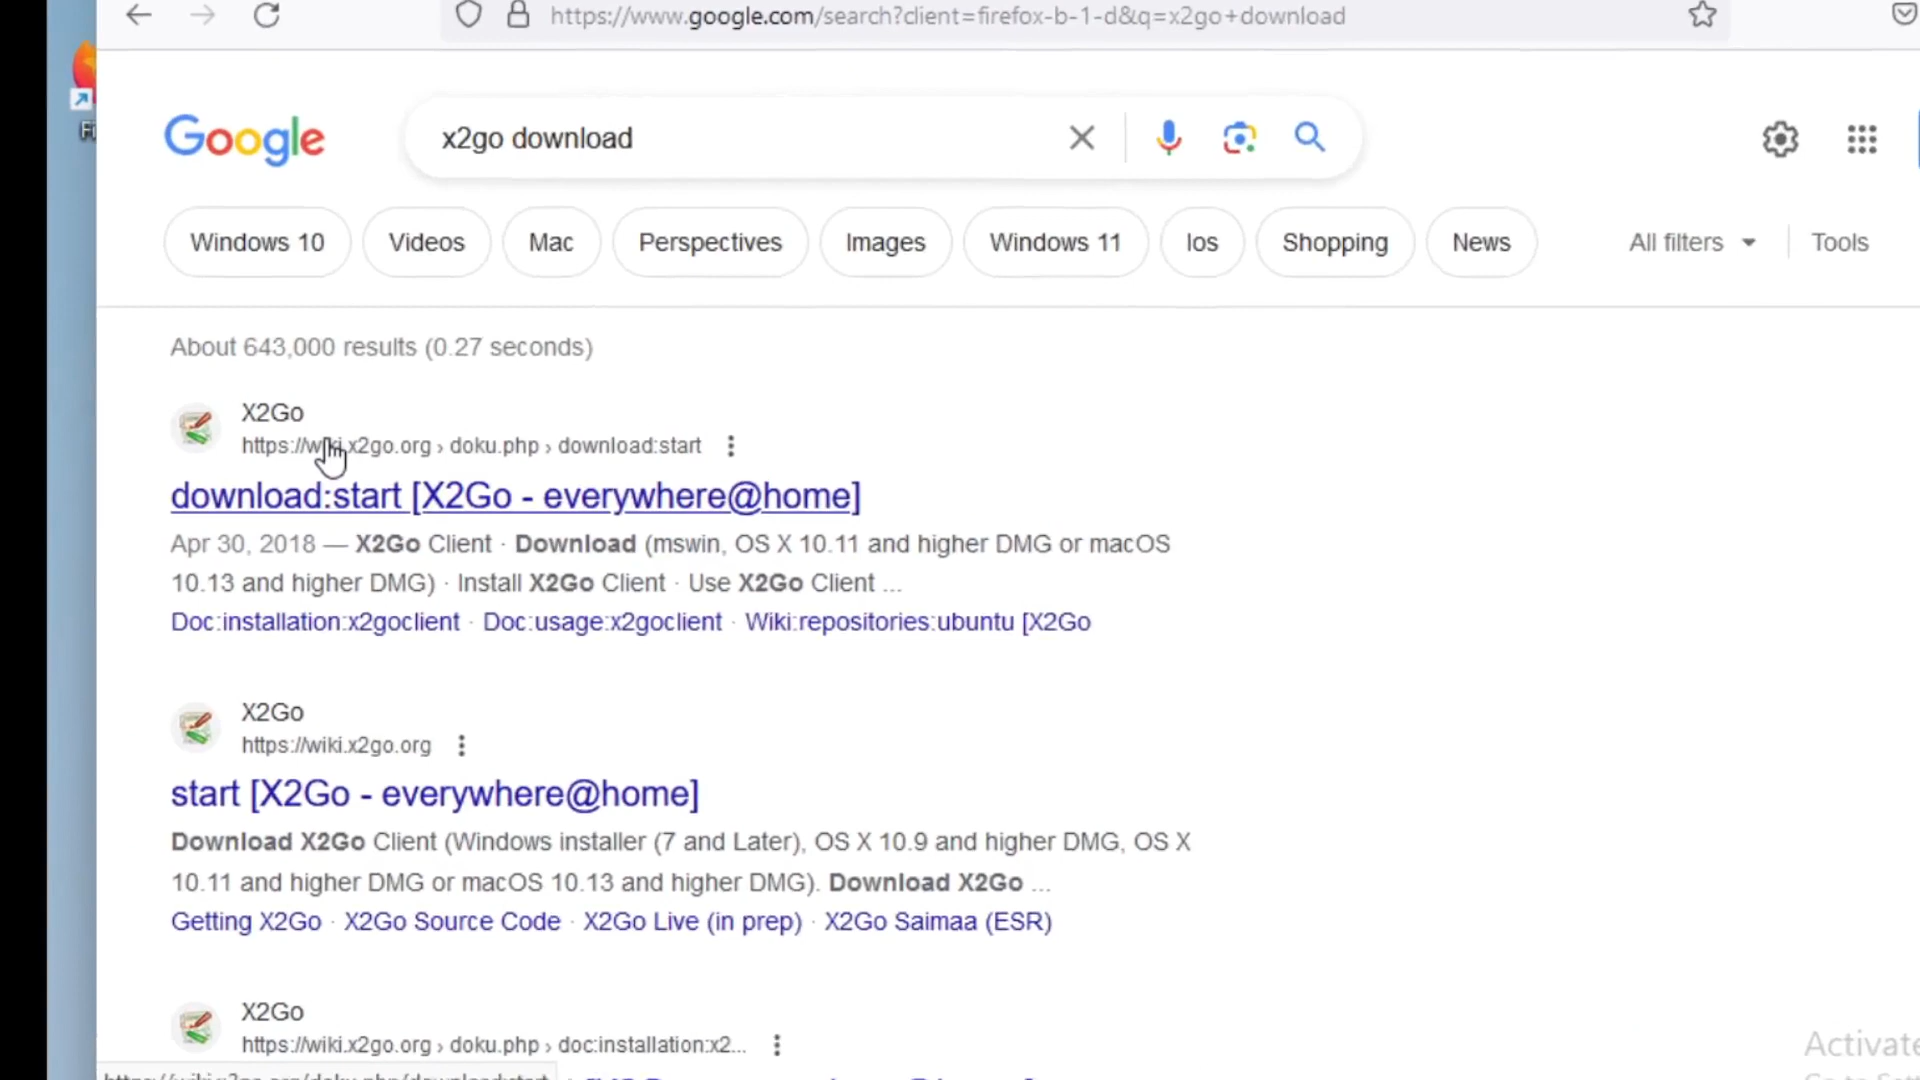 https://www.google.com/search?client=firefox-b-1-d&q=x2go+download
Fi
Google
x2go download
Windows 10
Videos
Mac
Perspectives
Images
Windows 11
Ios
Shopping
News
All filters
Tools
About 643,000 results (0.27 seconds)
X2Go
https://wiki.x2go.org › doku.php › download:start
download:start [X2Go - everywhere@home]
Apr 30, 2018 — X2Go Client · Download (mswin, OS X 10.11 and higher DMG or macOS
10.13 and higher DMG) · Install X2Go Client · Use X2Go Client ...
Doc:installation:x2goclient · Doc:usage:x2goclient · Wiki:repositories:ubuntu [X2Go
X2Go
https://wiki.x2go.org
start [X2Go - everywhere@home]
Download X2Go Client (Windows installer (7 and Later), OS X 10.9 and higher DMG, OS X
10.11 and higher DMG or macOS 10.13 and higher DMG). Download X2Go ...
Getting X2Go · X2Go Source Code · X2Go Live (in prep) · X2Go Saimaa (ESR)
X2Go
https://wiki.x2go.org › doku.php › doc:installation:x2...
Activate